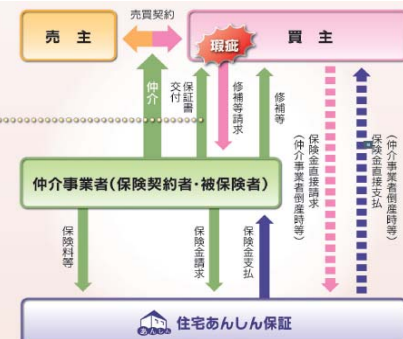 売買契約
売主
瑕疵
買主
仲介
保証書
交付
修補等請求
修補等
保険金直接請求
(仲介事業者倒産時等)
保険金直接支払
(仲介事業者倒産時等)
仲介事業者(保険契約者・被保険者)
保険料等
保険金請求
保険金支払
あんしん
住宅あんしん保証